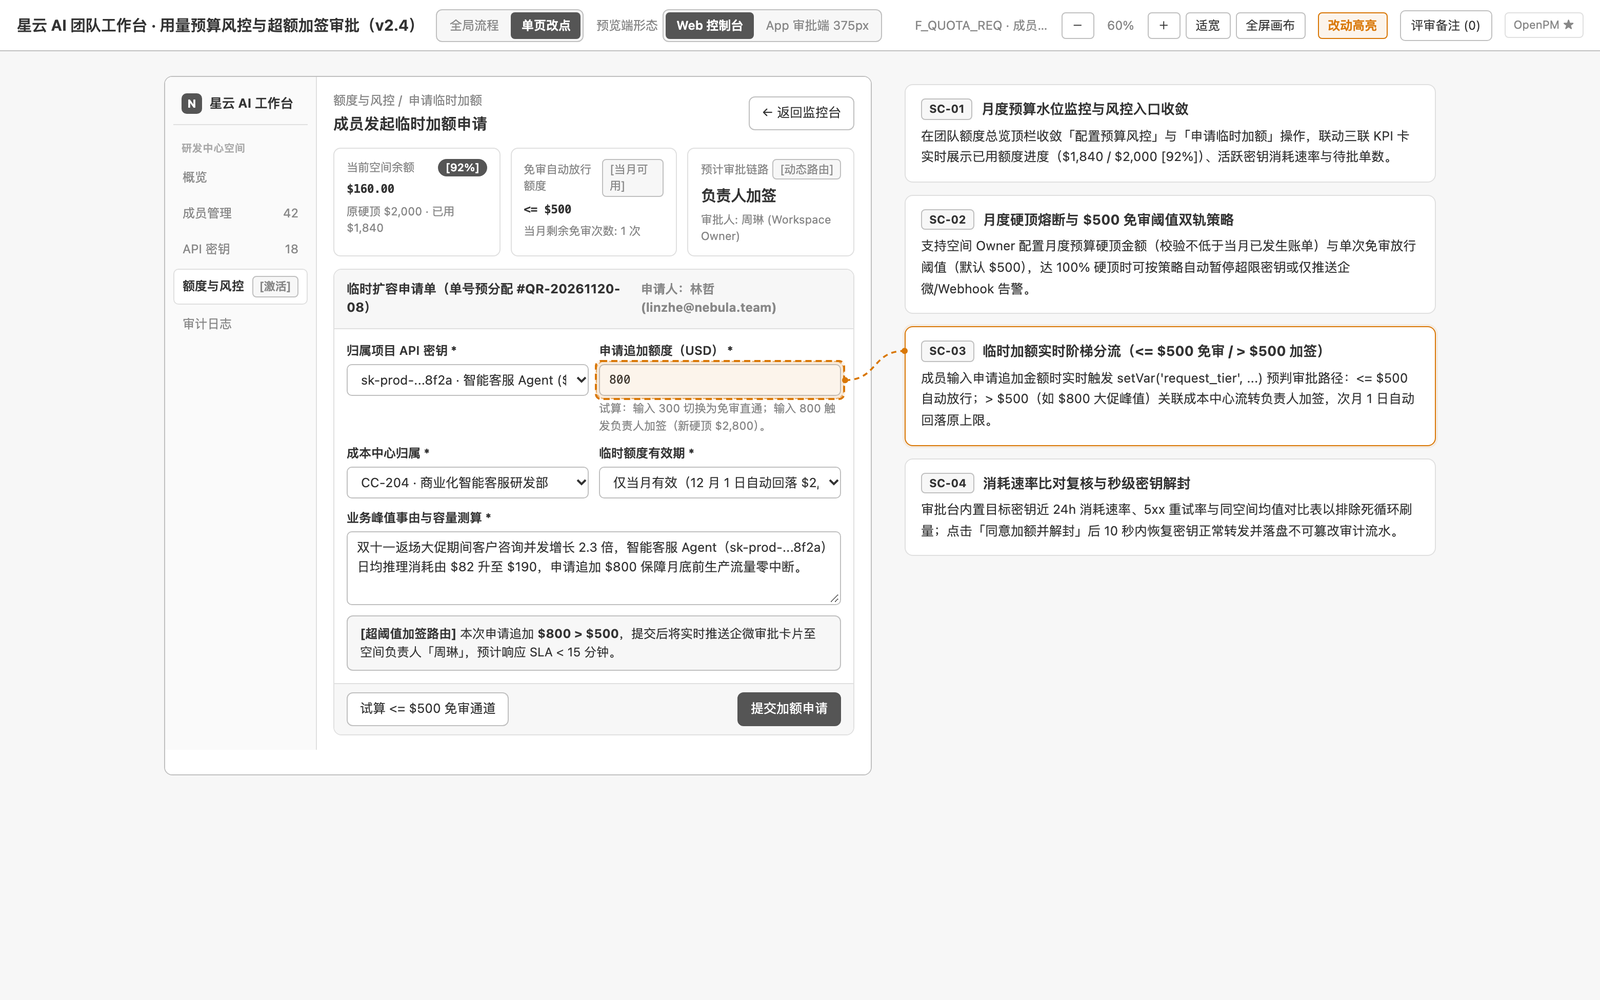 星云 AI 团队工作台 · 用量预算风控与超额加签审批（v2.4）
全局流程
单页改点
预览端形态
Web 控制台
App 审批端 375px
F_QUOTA_REQ · 成员...
−
60%
+
适宽
全屏画布
改动高亮
评审备注 (0)
OpenPM ★
N
星云 AI 工作台
研发中心空间
概览
成员管理 42
API 密钥 18
额度与风控 [激活]
审计日志
额度与风控 / 申请临时加额
成员发起临时加额申请
← 返回监控台
当前空间余额 [92%]
$160.00
原硬顶 $2,000 · 已用
$1,840
免审自动放行
额度
[当月可
用]
<= $500
当月剩余免审次数: 1 次
预计审批链路 [动态路由]
负责人加签
审批人: 周琳 (Workspace
Owner)
临时扩容申请单（单号预分配 #QR-20261120-
08）
申请人：林哲
(linzhe@nebula.team)
归属项目 API 密钥 *
sk-prod-...8f2a · 智能客服 Agent ($
申请追加额度（USD） *
800
试算：输入 300 切换为免审直通；输入 800 触
发负责人加签（新硬顶 $2,800）。
成本中心归属 *
CC-204 · 商业化智能客服研发部
临时额度有效期 *
仅当月有效（12 月 1 日自动回落 $2,
业务峰值事由与容量测算 *
双十一返场大促期间客户咨询并发增长 2.3 倍，智能客服 Agent（sk-prod-...8f2a）
日均推理消耗由 $82 升至 $190，申请追加 $800 保障月底前生产流量零中断。
[超阈值加签路由] 本次申请追加 $800 > $500，提交后将实时推送企微审批卡片至
空间负责人「周琳」，预计响应 SLA < 15 分钟。
试算 <= $500 免审通道
提交加额申请
SC-01 月度预算水位监控与风控入口收敛
在团队额度总览顶栏收敛「配置预算风控」与「申请临时加额」操作，联动三联 KPI 卡
实时展示已用额度进度（$1,840 / $2,000 [92%]）、活跃密钥消耗速率与待批单数。
SC-02 月度硬顶熔断与 $500 免审阈值双轨策略
支持空间 Owner 配置月度预算硬顶金额（校验不低于当月已发生账单）与单次免审放行
阈值（默认 $500），达 100% 硬顶时可按策略自动暂停超限密钥或仅推送企
微/Webhook 告警。
SC-03 临时加额实时阶梯分流（<= $500 免审 / > $500 加签）
成员输入申请追加金额时实时触发 setVar('request_tier', ...) 预判审批路径：<= $500
自动放行；> $500（如 $800 大促峰值）关联成本中心流转负责人加签，次月 1 日自动
回落原上限。
SC-04 消耗速率比对复核与秒级密钥解封
审批台内置目标密钥近 24h 消耗速率、5xx 重试率与同空间均值对比表以排除死循环刷
量；点击「同意加额并解封」后 10 秒内恢复密钥正常转发并落盘不可篡改审计流水。